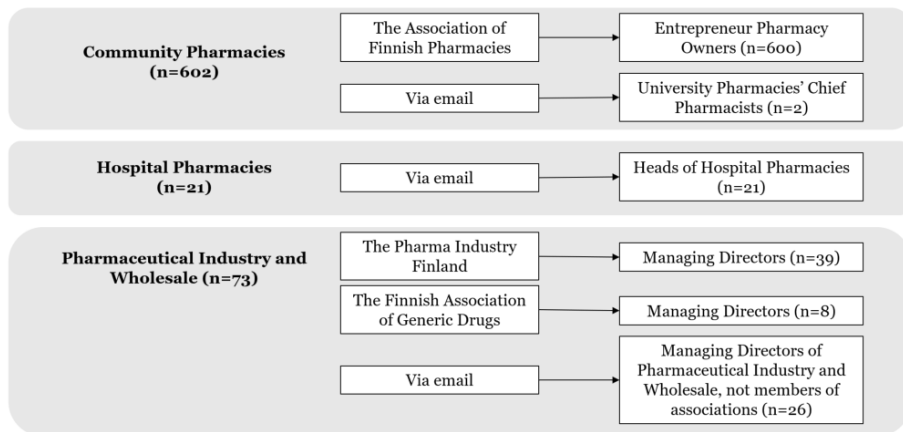 Community Pharmacies
(n=602)
The Association of
Finnish Pharmacies
Entrepreneur Pharmacy
Owners (n=600)
Via email
University Pharmacies’ Chief
Pharmacists (n=2)
Hospital Pharmacies
(n=21)
Via email
Heads of Hospital Pharmacies
(n=21)
Pharmaceutical Industry and
Wholesale (n=73)
The Pharma Industry
Finland
Managing Directors (n=39)
The Finnish Association
of Generic Drugs
Managing Directors (n=8)
Via email
Managing Directors of
Pharmaceutical Industry and
Wholesale, not members of
associations (n=26)